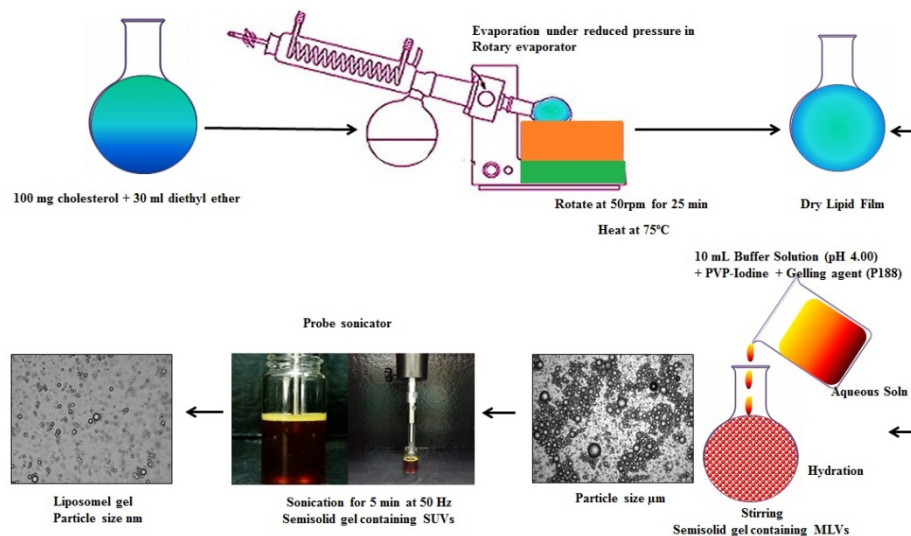 Evaporation under reduced pressure in
Rotary evaporator
100 mg cholesterol + 30 ml diethyl ether
Rotate at 50rpm for 25 min
Heat at 75°C
Dry Lipid Film
10 mL Buffer Solution (pH 4.00)
+ PVP-Iodine + Gelling agent (P188)
Aqueous Soln
Hydration
Stirring
Semisolid gel containing MLVs
Particle size µm
Probe sonicator
Sonication for 5 min at 50 Hz
Semisolid gel containing SUVs
Liposomel gel
Particle size nm